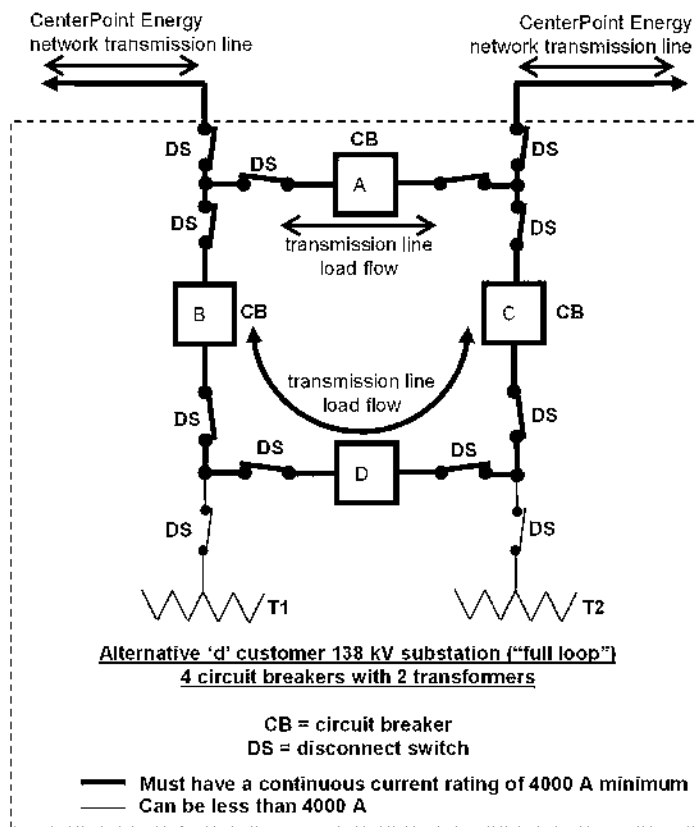 CenterPoint Energy
network transmission line
CenterPoint Energy
network transmission line
CB
DS
DS
DS
A
DS
DS
transmission line
load flow
B
CB
C
CB
transmission line
load flow
DS
DS
DS
DS
D
DS
DS
T1
T2
Alternative 'd' customer 138 kV substation ("full loop")
4 circuit breakers with 2 transformers
CB = circuit breaker
DS = disconnect switch
Must have a continuous current rating of 4000 A minimum
Can be less than 4000 A